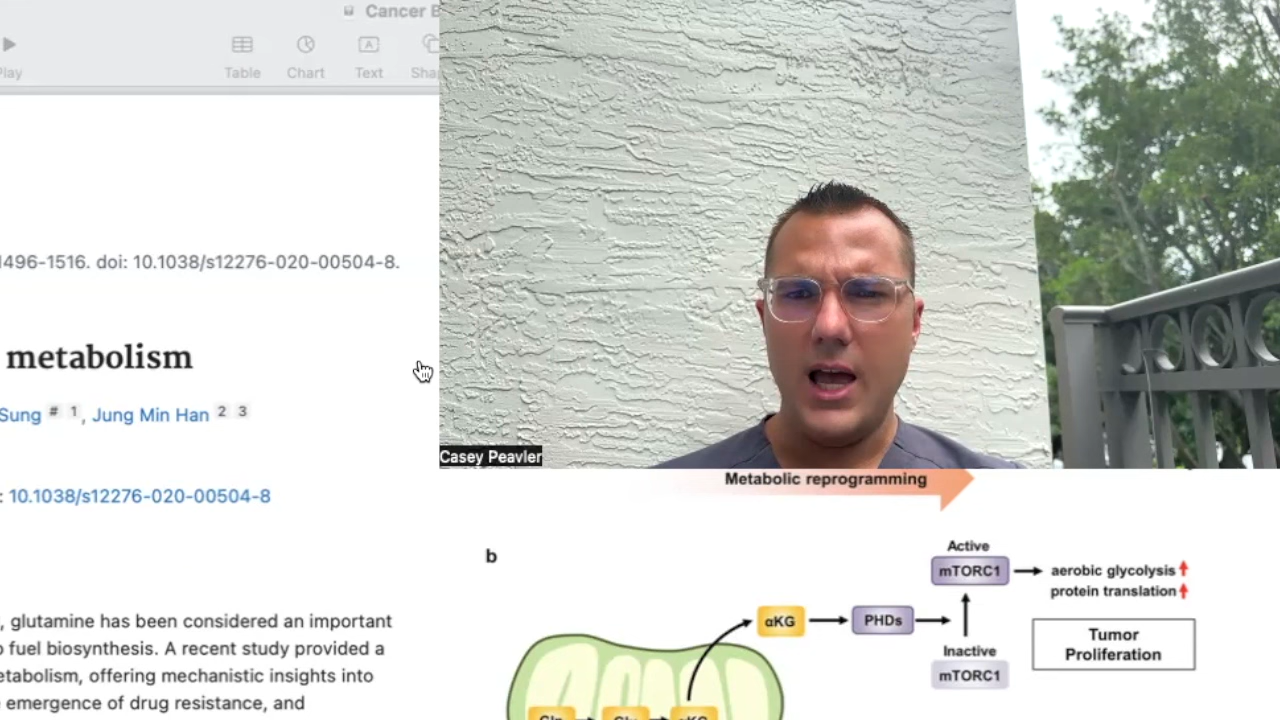 Cancer B
Play
Table
Chart
Text
Shap
1496-1516. doi: 10.1038/s12276-020-00504-8.
metabolism
Sung # 1, Jung Min Han 2 3
Casey Peavler
: 10.1038/s12276-020-00504-8
Metabolic reprogramming
b
Active
mTORC1
aerobic glycolysis
protein translation
αKG
PHDs
Inactive
mTORC1
Tumor
Proliferation
, glutamine has been considered an important
o fuel biosynthesis. A recent study provided a
etabolism, offering mechanistic insights into
e emergence of drug resistance, and